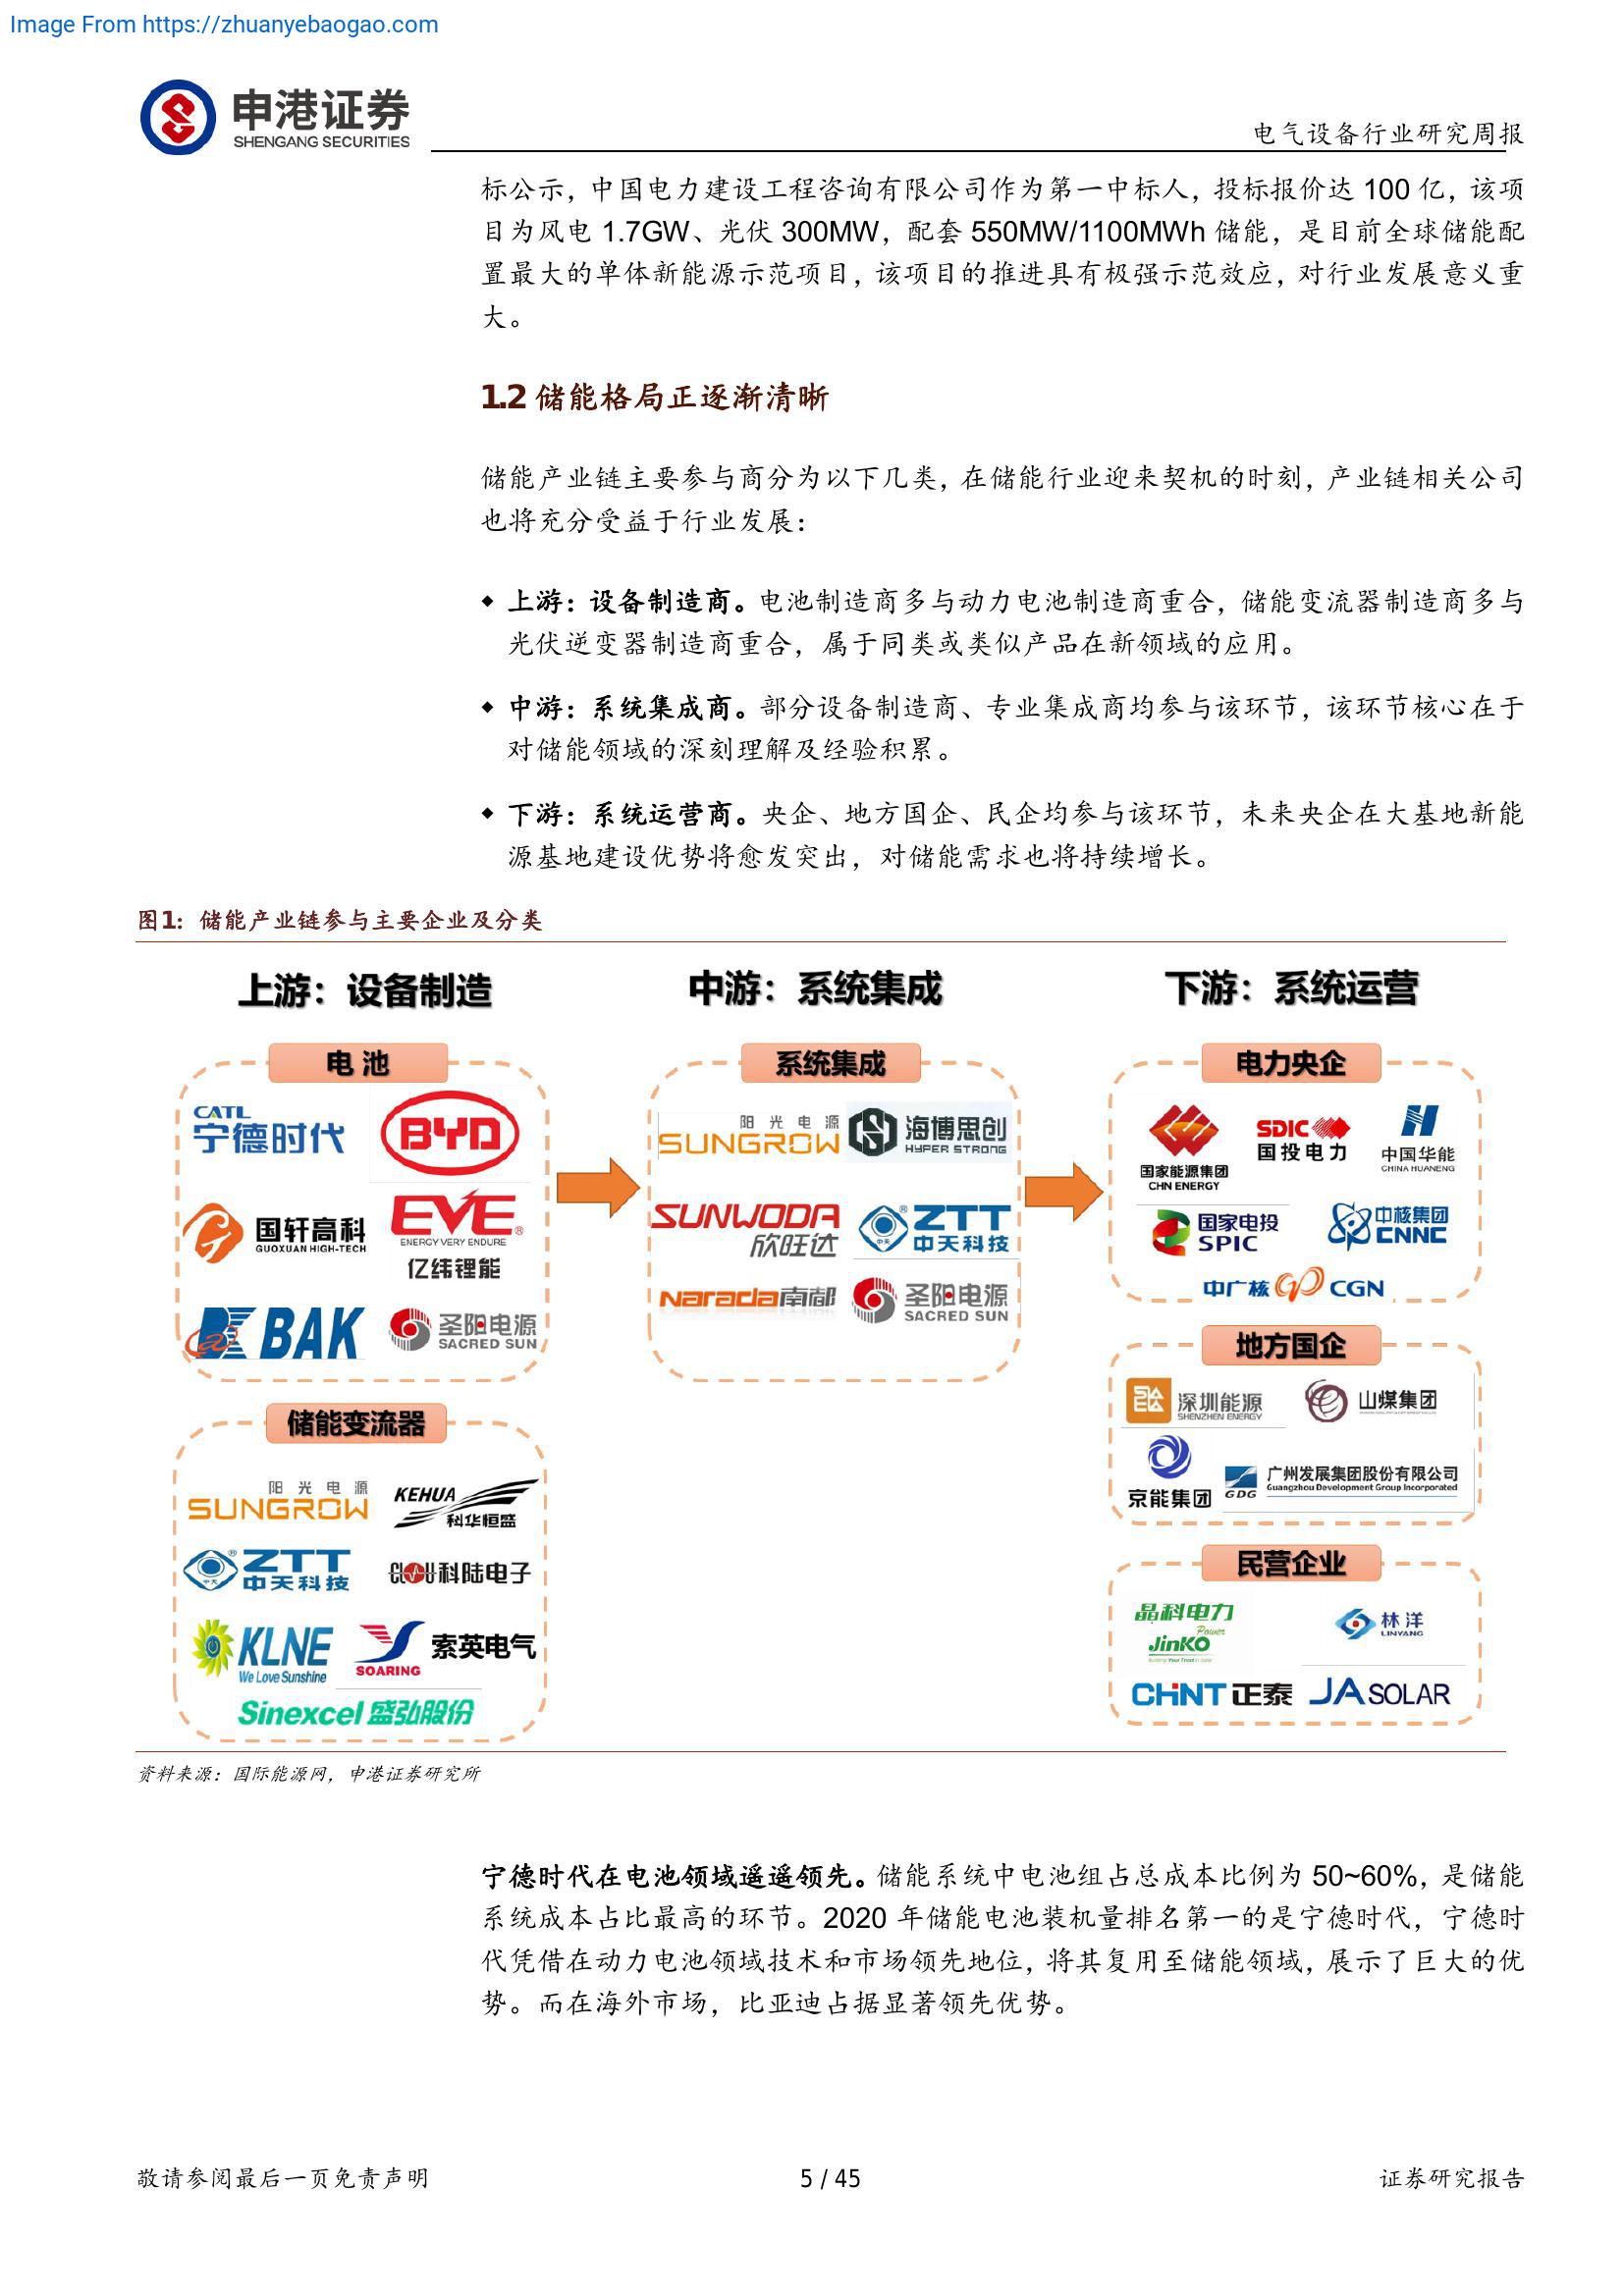 Image From https://zhuanyebaogao.com
申港证券
SHENGANG SECURITIES
电气设备行业研究周报
标公示，中国电力建设工程咨询有限公司作为第一中标人，投标报价达 100 亿，该项
目为风电 1.7GW、光伏 300MW，配套 550MW/1100MWh 储能，是目前全球储能配
置最大的单体新能源示范项目，该项目的推进具有极强示范效应，对行业发展意义重
大。
1.2 储能格局正逐渐清晰
储能产业链主要参与商分为以下几类，在储能行业迎来契机的时刻，产业链相关公司
也将充分受益于行业发展：
◆ 上游：设备制造商。电池制造商多与动力电池制造商重合，储能变流器制造商多与
光伏逆变器制造商重合，属于同类或类似产品在新领域的应用。
◆ 中游：系统集成商。部分设备制造商、专业集成商均参与该环节，该环节核心在于
对储能领域的深刻理解及经验积累。
◆ 下游：系统运营商。央企、地方国企、民企均参与该环节，未来央企在大基地新能
源基地建设优势将愈发突出，对储能需求也将持续增长。
图1：储能产业链参与主要企业及分类
上游：设备制造
电 池
CATL
宁德时代
BYD
国轩高科
GUOXUAN HIGH-TECH
EVE®
ENERGY VERY ENDURE
亿纬锂能
BAK
圣阳电源
SACRED SUN
储能变流器
阳 光 电 源
SUNGROW
KEHUA
科华恒盛
ZTT
中天科技
CLOU科陆电子
KLNE
We Love Sunshine
SOARING
索英电气
Sinexcel 盛弘股份
中游：系统集成
系统集成
阳 光 电 源
SUNGROW
海博思创
HYPER STRONG
SUNWODA
欣旺达
ZTT
中天科技
Narada南都
圣阳电源
SACRED SUN
下游：系统运营
电力央企
国家能源集团
CHN ENERGY
SDIC
国投电力
中国华能
CHINA HUANENG
国家电投
SPIC
中核集团
CNNC
中广核 CGN
地方国企
深圳能源
SHENZHEN ENERGY
山煤集团
京能集团
GDG
广州发展集团股份有限公司
Guangzhou Development Group Incorporated
民营企业
晶科电力
Power
JinKO
Building Your Trust in Solar
林洋
LINYANG
CHiNT 正泰
JA SOLAR
资料来源：国际能源网，申港证券研究所
宁德时代在电池领域遥遥领先。储能系统中电池组占总成本比例为 50~60%，是储能
系统成本占比最高的环节。2020 年储能电池装机量排名第一的是宁德时代，宁德时
代凭借在动力电池领域技术和市场领先地位，将其复用至储能领域，展示了巨大的优
势。而在海外市场，比亚迪占据显著领先优势。
敬请参阅最后一页免责声明
5 / 45
证券研究报告